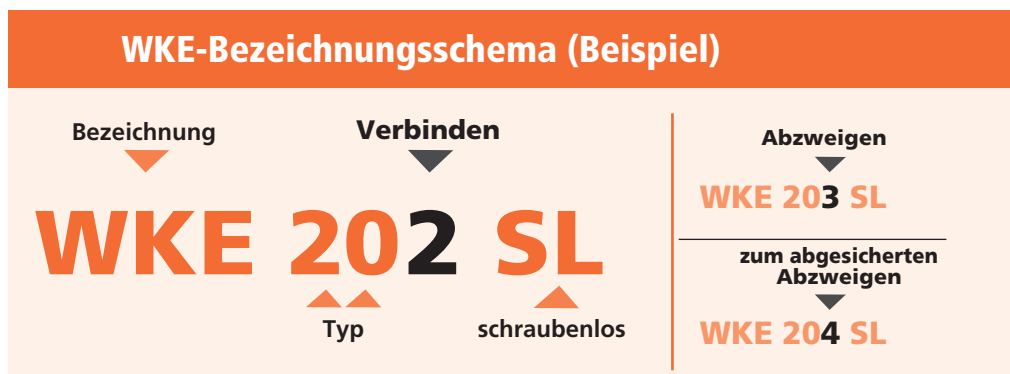 WKE-Bezeichnungsschema (Beispiel)
Bezeichnung
Verbinden
WKE 202 SL
Typ
schraubenlos
Abzweigen
WKE 203 SL
zum abgesicherten
Abzweigen
WKE 204 SL